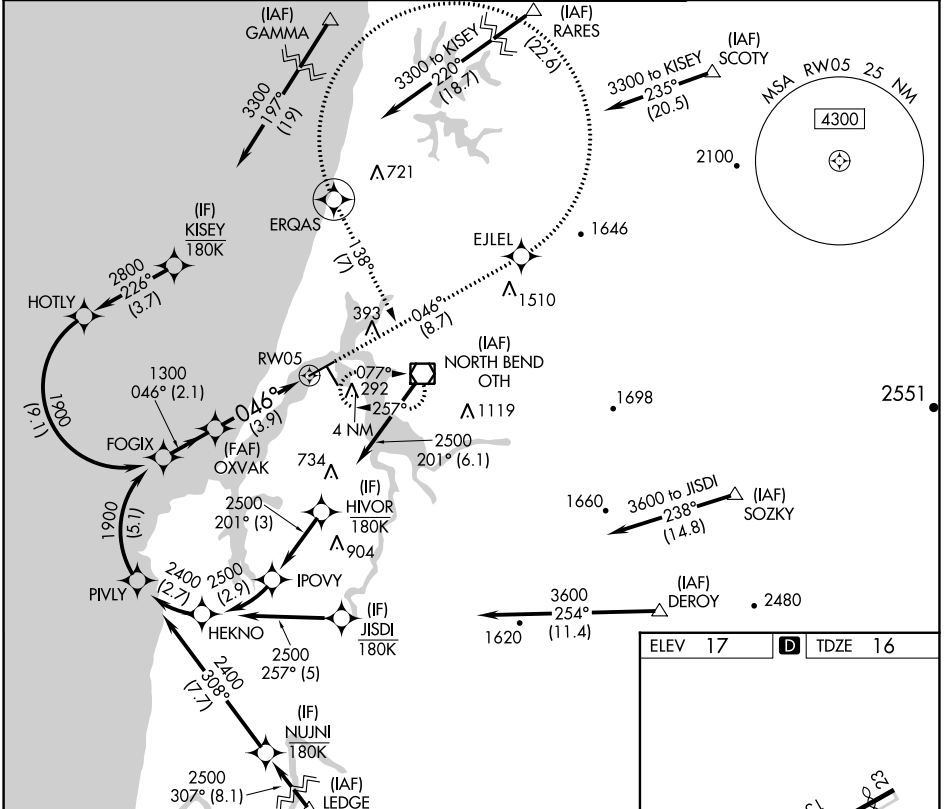 (IAF)
GAMMA
3300
197°
(19)
(IAF)
RARES
(22.6)
3300 to KISEY
220°
(18.7)
(IAF)
SCOTY
3300 to KISEY
235°
(20.5)
MSA RW05 25 NM
4300
2100
721
ERQAS
138°
(7)
EJLEL
1646
1510
(IF)
KISEY
180K
2800
226°
(3.7)
HOTLY
393
046°
(8.7)
RW05
(IAF)
NORTH BEND
OTH
077°
292
257°
4 NM
1119
1698
2551
1300
046° (2.1)
046°
(3.9)
1900
(9.1)
FOGIX
(FAF)
OXVAK
2500
201° (6.1)
734
(IF)
HIVOR
180K
2500
201° (3)
904
1660
3600 to JISDI
238°
(14.8)
(IAF)
SOZKY
1900
(5.1)
PIVLY
2400
(2.7)
2500
(2.9)
IPOVY
HEKNO
(IF)
JISDI
180K
2500
257° (5)
3600
254°
(11.4)
(IAF)
DEROY
2480
1620
2400
308°
(7.7)
(IF)
NUJNI
180K
2500
307° (8.1)
(IAF)
LEDGE
ELEV 17 D TDZE 16
23